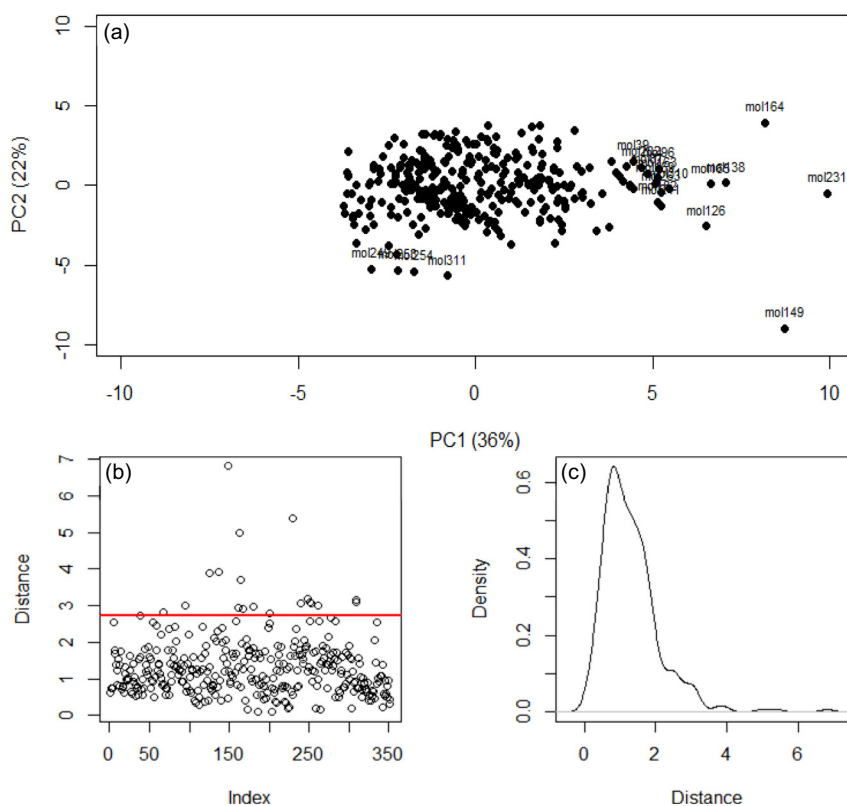 (a)
10
5
0
-5
-10
PC2 (22%)
mol164
mol39
mol138
mol231
mol126
mol254
mol311
mol149
-10
-5
0
5
10
PC1 (36%)
(b)
7
6
5
4
3
2
1
0
Distance
0
50
150
250
350
Index
(c)
0.6
0.4
0.2
0.0
Density
0
2
4
6
Distance